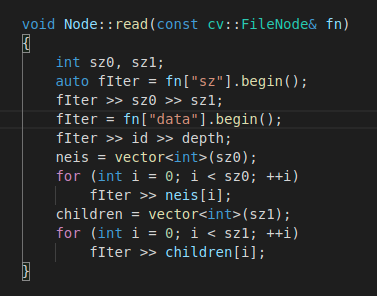 void Node::read(const cv::FileNode& fn)
{
    int sz0, sz1;
    auto fIter = fn["sz"].begin();
    fIter >> sz0 >> sz1;
    fIter = fn["data"].begin();
    fIter >> id >> depth;
    neis = vector<int>(sz0);
    for (int i = 0; i < sz0; ++i)
        fIter >> neis[i];
    children = vector<int>(sz1);
    for (int i = 0; i < sz1; ++i)
        fIter >> children[i];
}